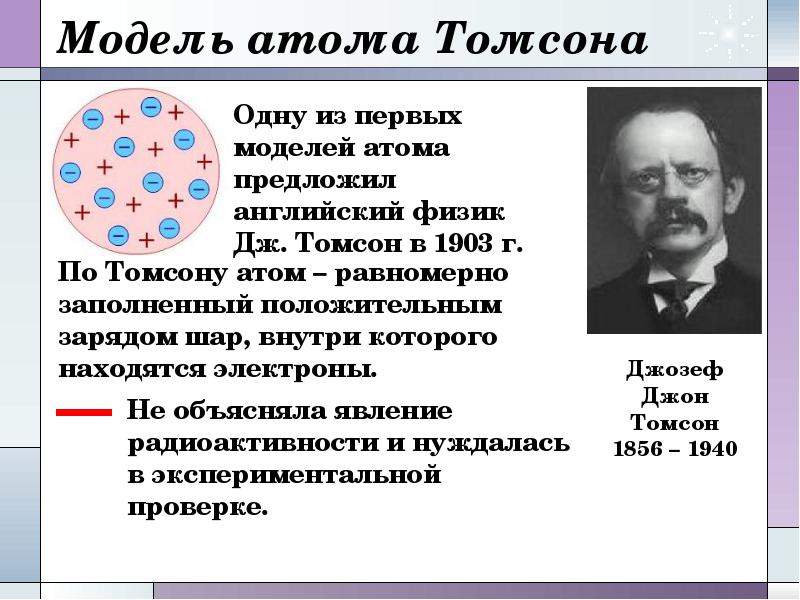 Модель атома Томсона
Одну из первых
моделей атома
предложил
английский физик
Дж. Томсон в 1903 г.
По Томсону атом – равномерно
заполненный положительным
зарядом шар, внутри которого
находятся электроны.
Не объясняла явление
радиоактивности и нуждалась
в экспериментальной
проверке.
Джозеф
Джон
Томсон
1856 – 1940